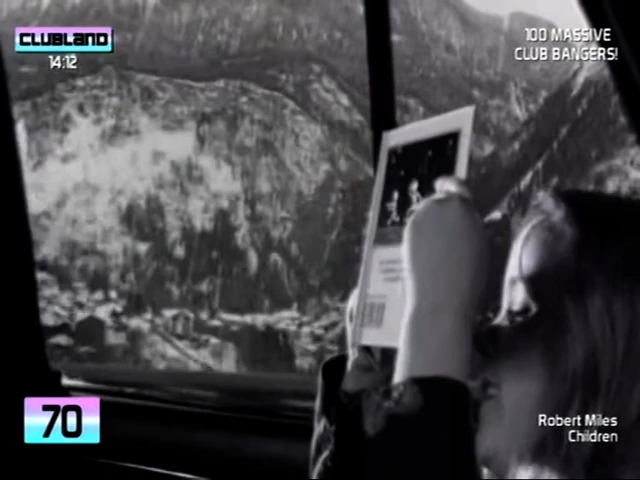 CLUBLAND
14:12
100 MASSIVE
CLUB BANGERS!
70
Robert Miles
Children